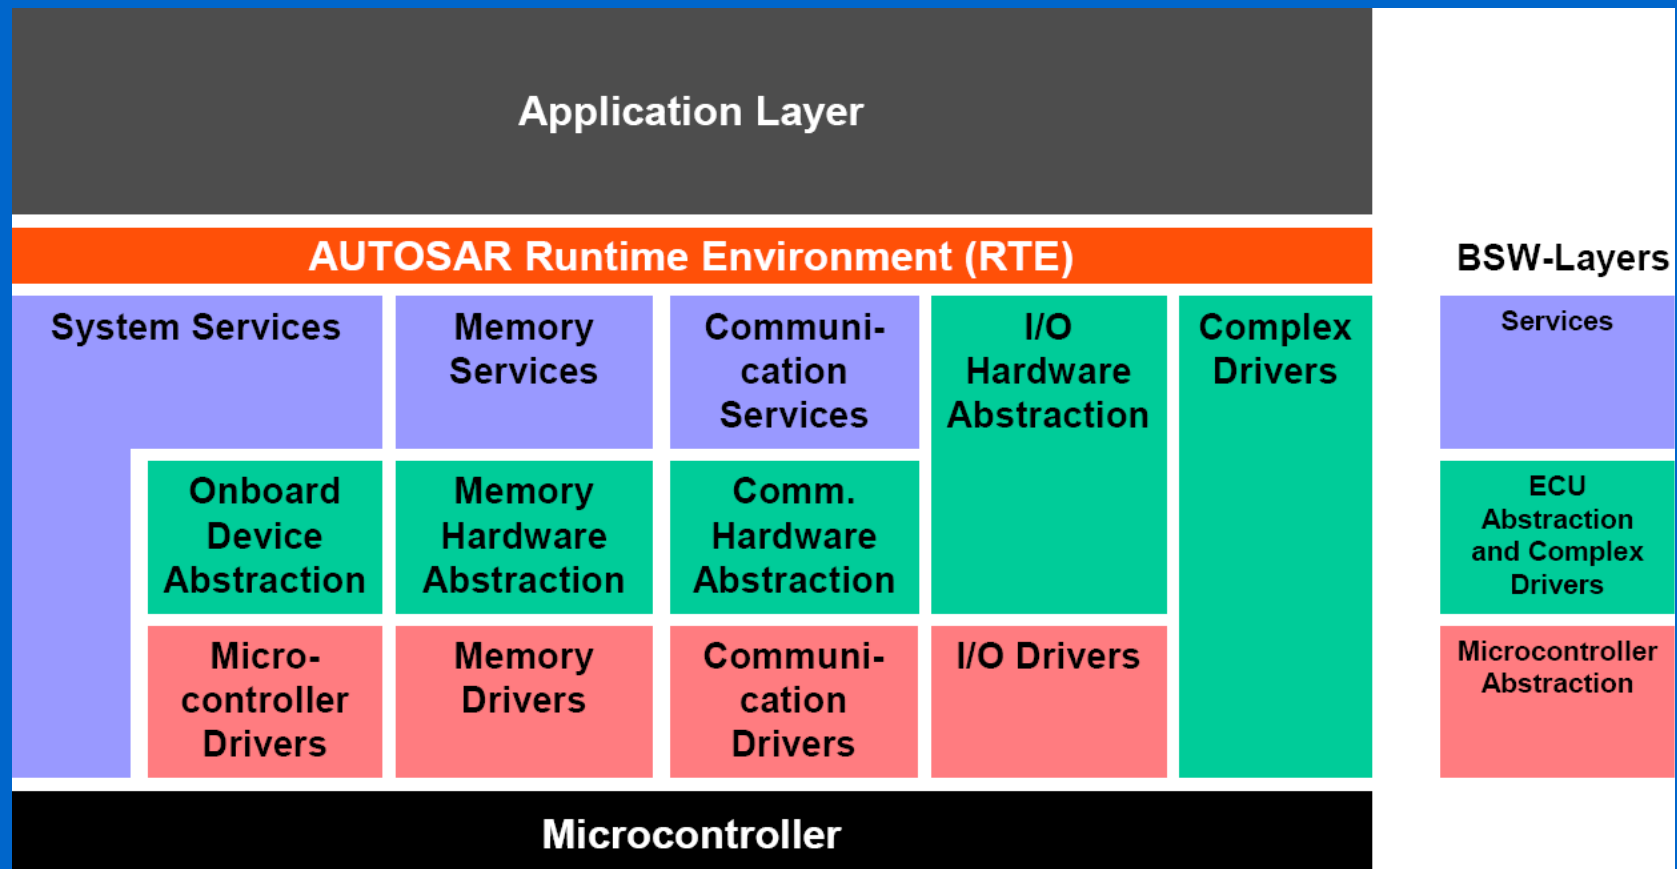 Application Layer
AUTOSAR Runtime Environment (RTE)
BSW-Layers
System Services
Memory
Services
Communi-
cation
Services
I/O
Hardware
Abstraction
Complex
Drivers
Services
Onboard
Device
Abstraction
Memory
Hardware
Abstraction
Comm.
Hardware
Abstraction
ECU
Abstraction
and Complex
Drivers
Micro-
controller
Drivers
Memory
Drivers
Communi-
cation
Drivers
I/O Drivers
Microcontroller
Abstraction
Microcontroller